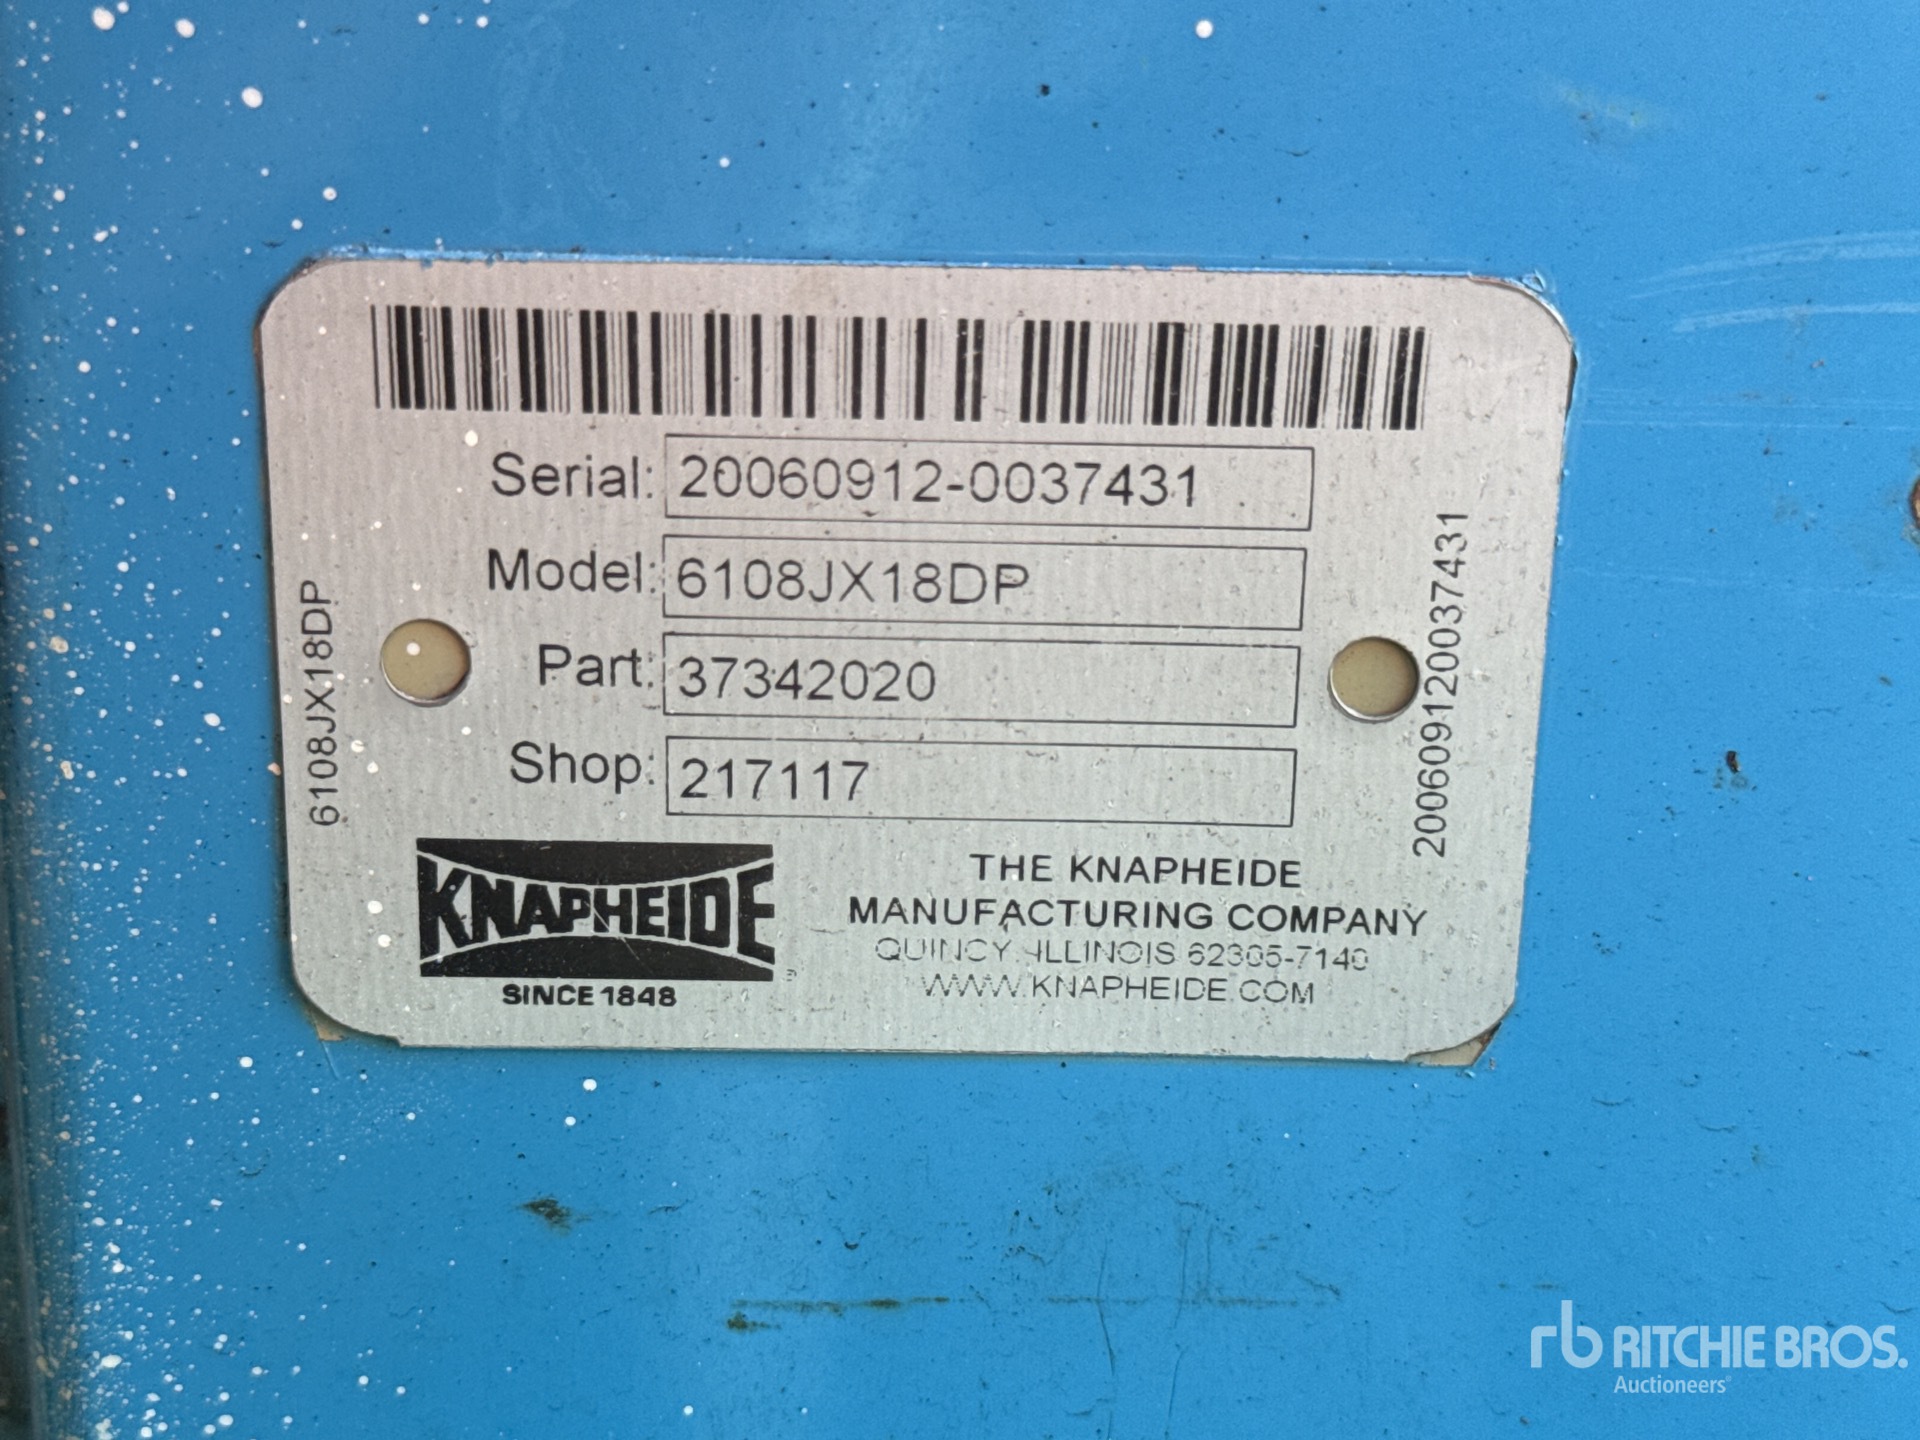 Serial: 20060912-0037431
Model: 6108JX18DP
Part: 37342020
Shop: 217117
6108JX18DP
200609120037431
KNAPHEIDE
SINCE 1848
THE KNAPHEIDE
MANUFACTURING COMPANY
QUINCY, ILLINOIS 62305-7140
WWW.KNAPHEIDE.COM
rb RITCHIE BROS.
Auctioneers